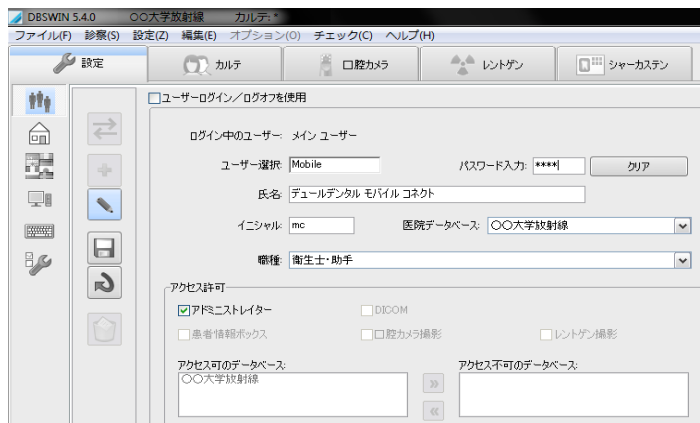 DBSWIN 5.4.0 〇〇大学放射線 カルテ: *
ファイル(F) 診察(S) 設定(Z) 編集(E) オプション(O) チェック(C) ヘルプ(H)
設定 カルテ 口腔カメラ レントゲン シャーカステン
ユーザーログイン/ログオフを使用
ログイン中のユーザー: メイン ユーザー
ユーザー選択: Mobile パスワード入力: **** クリア
氏名: デュールデンタル モバイル コネクト
イニシャル: mc 医院データベース: 〇〇大学放射線
職種: 衛生士・助手
アクセス許可
アドミニストレイター DICOM
患者情報ボックス 口腔カメラ撮影 レントゲン撮影
アクセス可のデータベース: アクセス不可のデータベース:
〇〇大学放射線